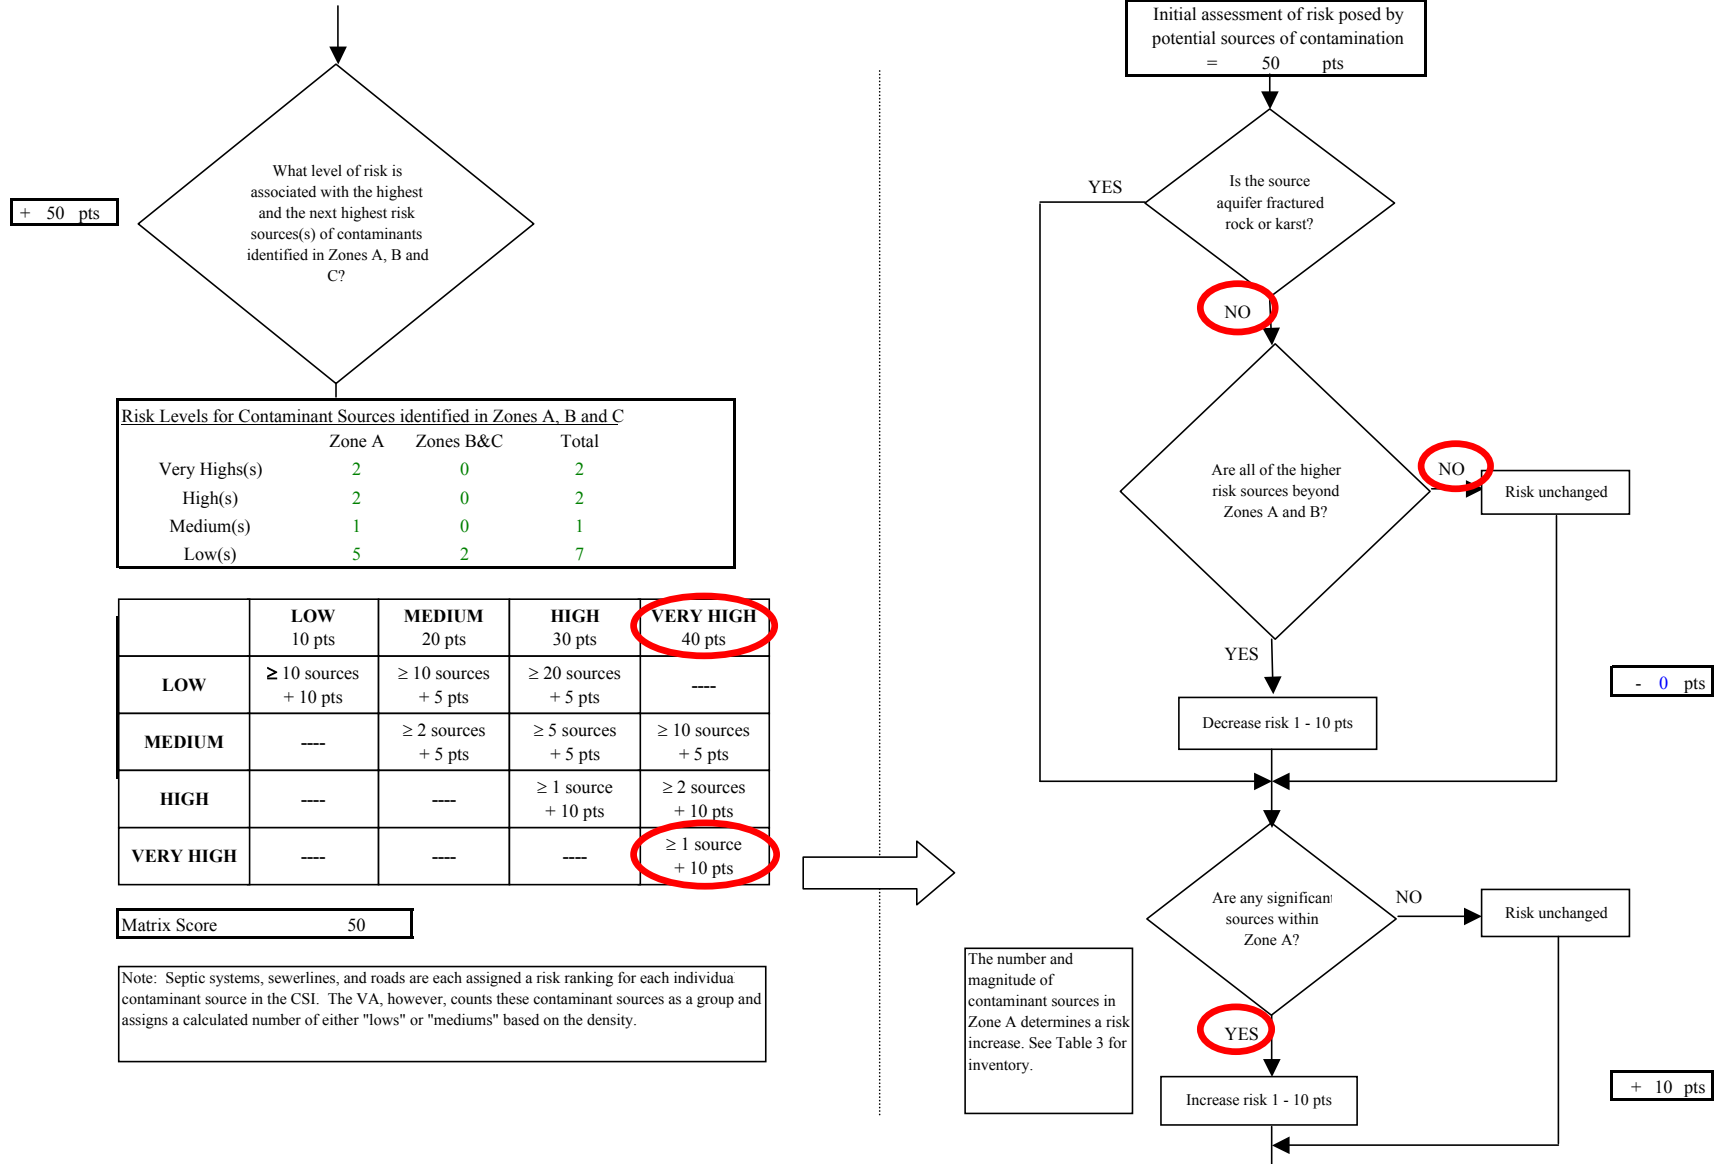 What level of risk is
associated with the highest
and the next highest risk
sources(s) of contaminants
identified in Zones A, B and
C?
+ 50 pts
Risk Levels for Contaminant Sources identified in Zones A, B and C
Zone A Zones B&C Total
Very Highs(s) 2 0 2
High(s) 2 0 2
Medium(s) 1 0 1
Low(s) 5 2 7
LOW MEDIUM HIGH VERY HIGH
10 pts 20 pts 30 pts 40 pts
LOW ≥ 10 sources + 10 pts ≥ 10 sources + 5 pts ≥ 20 sources + 5 pts ----
MEDIUM ---- ≥ 2 sources + 5 pts ≥ 5 sources + 5 pts ≥ 10 sources + 5 pts
HIGH ---- ---- ≥ 1 source + 10 pts ≥ 2 sources + 10 pts
VERY HIGH ---- ---- ---- ≥ 1 source + 10 pts
Matrix Score 50
Note: Septic systems, sewerlines, and roads are each assigned a risk ranking for each individua
contaminant source in the CSI. The VA, however, counts these contaminant sources as a group and
assigns a calculated number of either "lows" or "mediums" based on the density.
Initial assessment of risk posed by
potential sources of contamination
= 50 pts
Is the source
aquifer fractured
rock or karst?
YES
NO
Are all of the higher
risk sources beyond
Zones A and B?
NO
Risk unchanged
YES
- 0 pts
Decrease risk 1 - 10 pts
Are any significant
sources within
Zone A?
NO
Risk unchanged
The number and
magnitude of
contaminant sources in
Zone A determines a risk
increase. See Table 3 for
inventory.
YES
+ 10 pts
Increase risk 1 - 10 pts